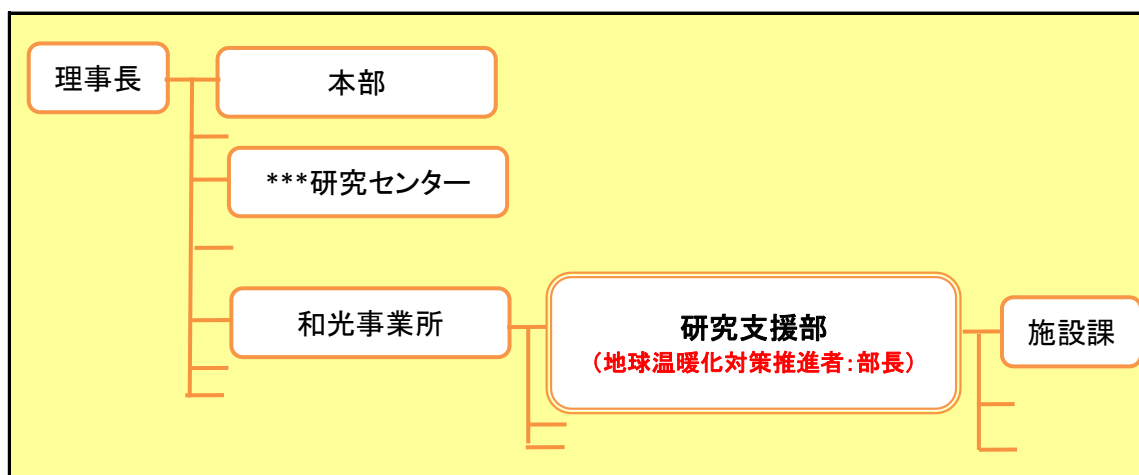 理事長
本部
***研究センター
和光事業所
研究支援部
（地球温暖化対策推進者：部長）
施設課